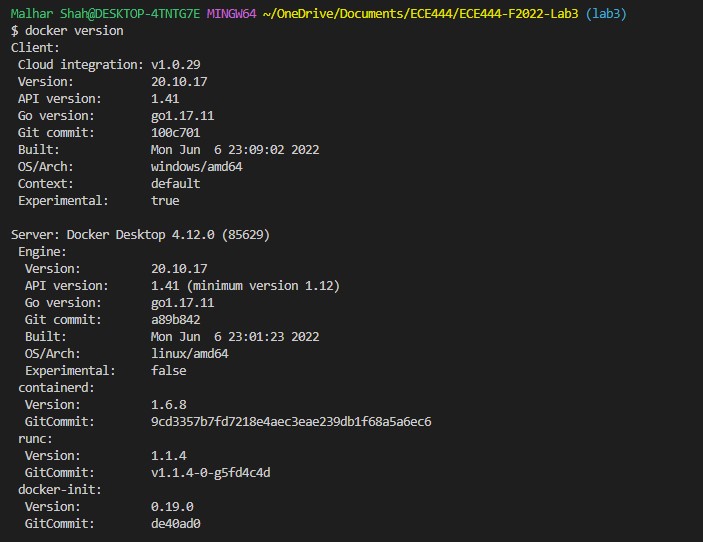 Malhar Shah@DESKTOP-4TNTG7E MINGW64 ~/OneDrive/Documents/ECE444/ECE444-F2022-Lab3 (lab3)
$ docker version
Client:
 Cloud integration: v1.0.29
 Version:           20.10.17
 API version:       1.41
 Go version:        go1.17.11
 Git commit:        100c701
 Built:             Mon Jun  6 23:09:02 2022
 OS/Arch:           windows/amd64
 Context:           default
 Experimental:      true

Server: Docker Desktop 4.12.0 (85629)
 Engine:
  Version:          20.10.17
  API version:      1.41 (minimum version 1.12)
  Go version:       go1.17.11
  Git commit:       a89b842
  Built:            Mon Jun  6 23:01:23 2022
  OS/Arch:          linux/amd64
  Experimental:     false
 containerd:
  Version:          1.6.8
  GitCommit:        9cd3357b7fd7218e4aec3eae239db1f68a5a6ec6
 runc:
  Version:          1.1.4
  GitCommit:        v1.1.4-0-g5fd4c4d
 docker-init:
  Version:          0.19.0
  GitCommit:        de40ad0